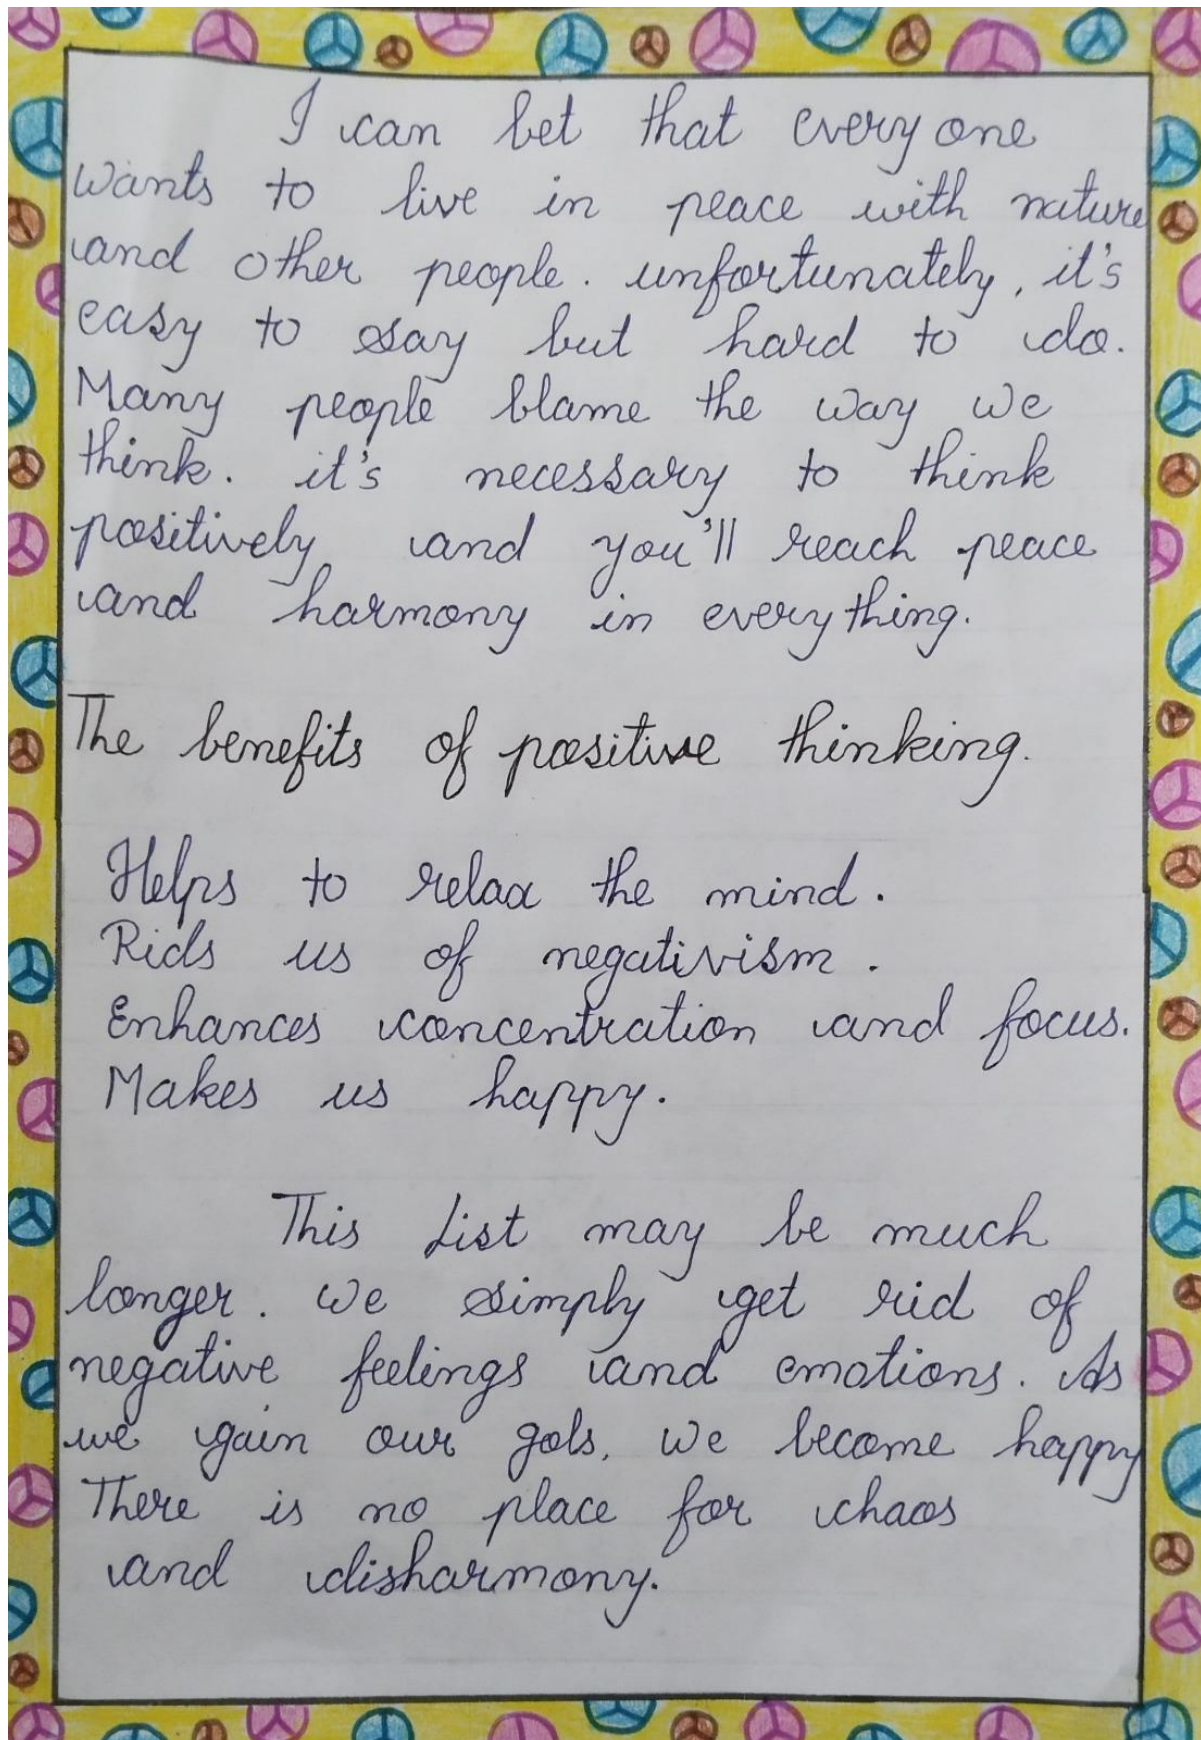 I can bet that every one
wants to live in peace with nature
and other people. unfortunately, it's
easy to say but hard to do.
Many people blame the way we
think. it's necessary to think
positively and you'll reach peace
and harmony in every thing.
The benefits of positive thinking.
Helps to relax the mind.
Rids us of negativism.
Enhances concentration and focus.
Makes us happy.
This List may be much
longer. We simply get rid of
negative feelings and emotions. As
we gain our gols, we become happy
There is no place for chaos
and disharmony.